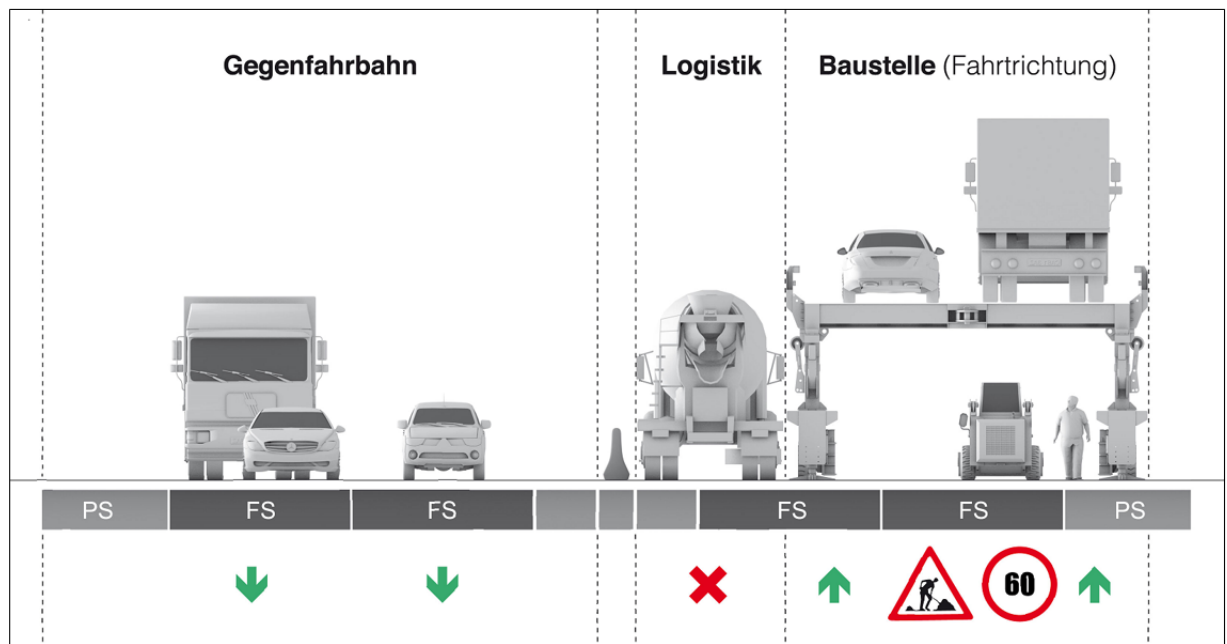 Gegenfahrbahn
Logistik
Baustelle (Fahrtrichtung)
PS
FS
FS
FS
FS
PS
60